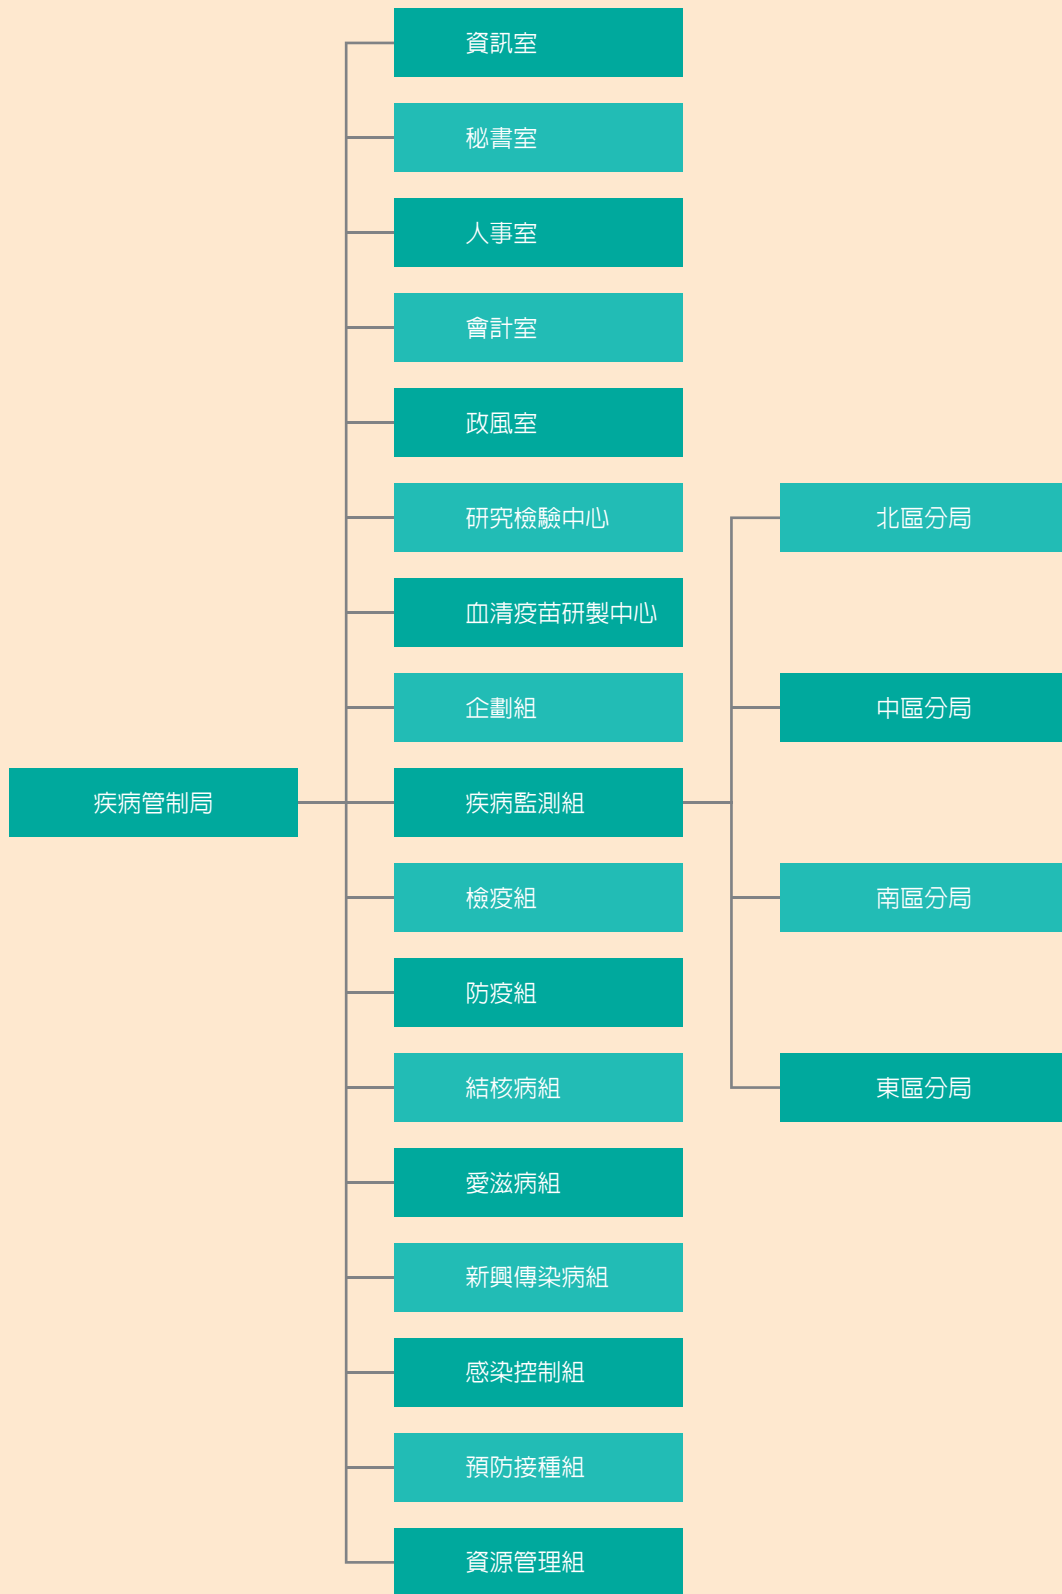 疾病管制局
資訊室
秘書室
人事室
會計室
政風室
研究檢驗中心
血清疫苗研製中心
企劃組
疾病監測組
檢疫組
防疫組
結核病組
愛滋病組
新興傳染病組
感染控制組
預防接種組
資源管理組
北區分局
中區分局
南區分局
東區分局